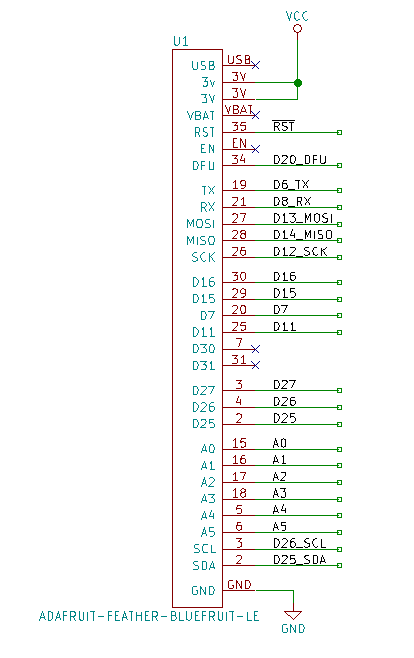 VCC
U1
USB USB
3v 3V
3V 3V
VBAT VBAT
RST 35 RST
EN EN
DFU 34 D20_DFU
TX 19 D6_TX
RX 21 D8_RX
MOSI 27 D13_MOSI
MISO 28 D14_MISO
SCK 26 D12_SCK
D16 30 D16
D15 29 D15
D7 20 D7
D11 25 D11
D30 7
D31 31
D27 3 D27
D26 4 D26
D25 2 D25
A0 15 A0
A1 16 A1
A2 17 A2
A3 18 A3
A4 5 A4
A5 6 A5
SCL 3 D26_SCL
SDA 2 D25_SDA
GND GND
ADAFRUIT-FEATHER-BLUEFRUIT-LE
GND